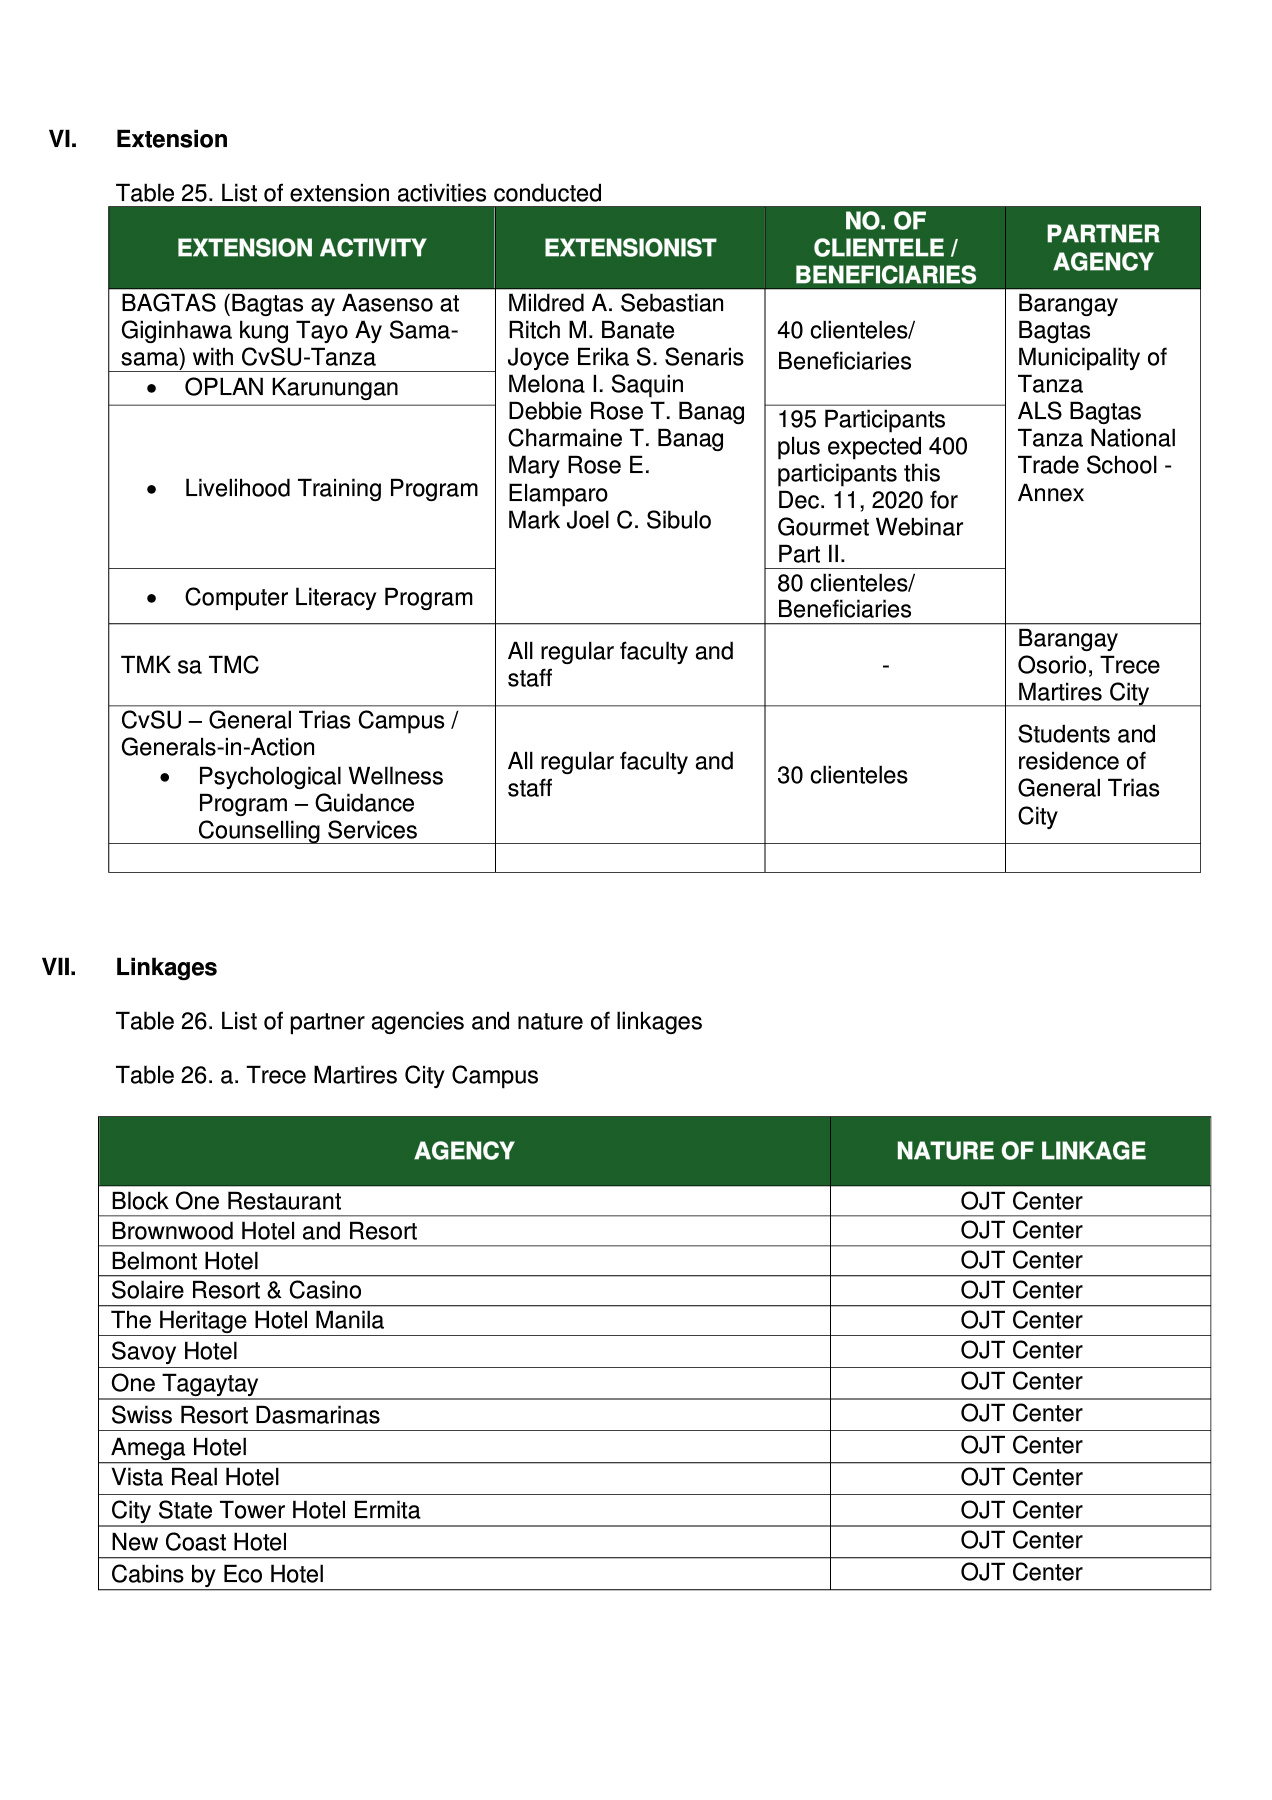 VI. Extension
Table 25. List of extension activities conducted
EXTENSION ACTIVITY
EXTENSIONIST
NO. OF
CLIENTELE /
BENEFICIARIES
PARTNER
AGENCY
BAGTAS (Bagtas ay Aasenso at
Giginhawa kung Tayo Ay Sama-
sama) with CvSU-Tanza
• OPLAN Karunungan
• Livelihood Training Program
• Computer Literacy Program
Mildred A. Sebastian
Ritch M. Banate
Joyce Erika S. Senaris
Melona I. Saquin
Debbie Rose T. Banag
Charmaine T. Banag
Mary Rose E.
Elamparo
Mark Joel C. Sibulo
40 clienteles/
Beneficiaries
195 Participants
plus expected 400
participants this
Dec. 11, 2020 for
Gourmet Webinar
Part II.
80 clienteles/
Beneficiaries
Barangay
Bagtas
Municipality of
Tanza
ALS Bagtas
Tanza National
Trade School -
Annex
TMK sa TMC
All regular faculty and
staff
-
Barangay
Osorio, Trece
Martires City
CvSU – General Trias Campus /
Generals-in-Action
• Psychological Wellness
Program – Guidance
Counselling Services
All regular faculty and
staff
30 clienteles
Students and
residence of
General Trias
City
VII. Linkages
Table 26. List of partner agencies and nature of linkages
Table 26. a. Trece Martires City Campus
AGENCY NATURE OF LINKAGE
Block One Restaurant OJT Center
Brownwood Hotel and Resort OJT Center
Belmont Hotel OJT Center
Solaire Resort & Casino OJT Center
The Heritage Hotel Manila OJT Center
Savoy Hotel OJT Center
One Tagaytay OJT Center
Swiss Resort Dasmarinas OJT Center
Amega Hotel OJT Center
Vista Real Hotel OJT Center
City State Tower Hotel Ermita OJT Center
New Coast Hotel OJT Center
Cabins by Eco Hotel OJT Center